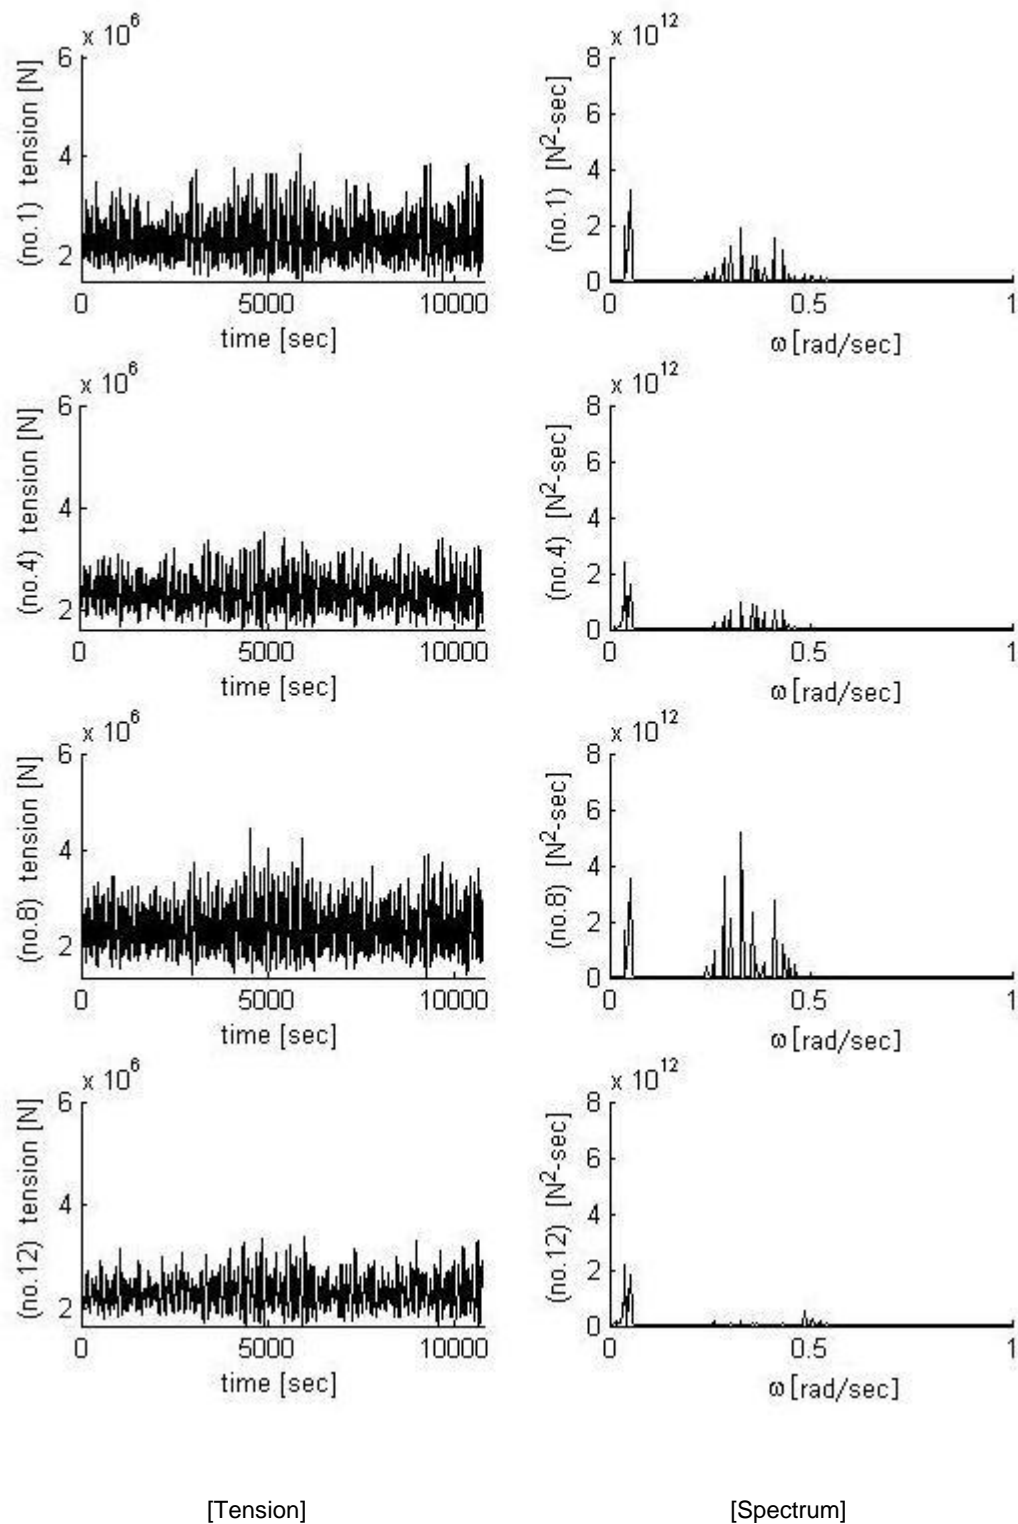 x 10^6
x 10^12
6
4
2
(no.1) tension [N]
0 5000 10000
time [sec]
8
6
4
2
0
(no.1) [N^2-sec]
0 0.5 1
ω [rad/sec]
x 10^6
x 10^12
6
4
2
(no.4) tension [N]
0 5000 10000
time [sec]
8
6
4
2
0
(no.4) [N^2-sec]
0 0.5 1
ω [rad/sec]
x 10^6
x 10^12
6
4
2
(no.8) tension [N]
0 5000 10000
time [sec]
8
6
4
2
0
(no.8) [N^2-sec]
0 0.5 1
ω [rad/sec]
x 10^6
x 10^12
6
4
2
(no.12) tension [N]
0 5000 10000
time [sec]
8
6
4
2
0
(no.12) [N^2-sec]
0 0.5 1
ω [rad/sec]
[Tension] [Spectrum]